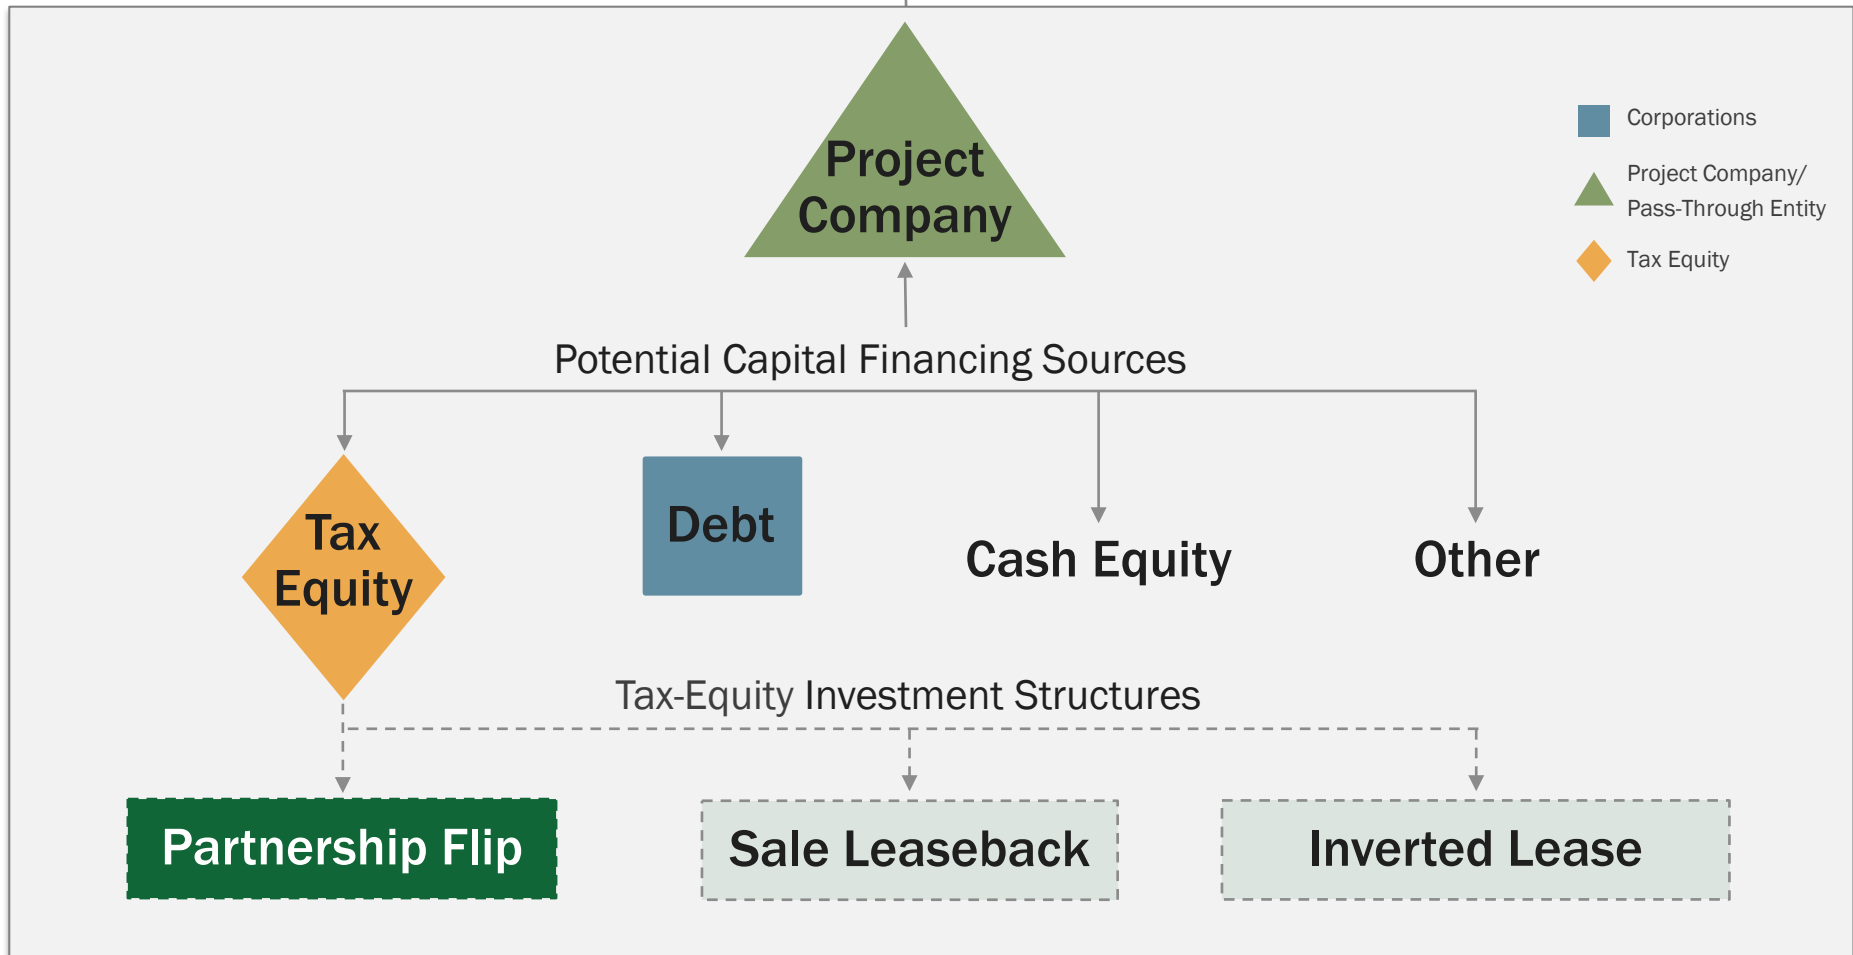 Project
Company
Corporations
Project Company/
Pass-Through Entity
Tax Equity
Potential Capital Financing Sources
Tax
Equity
Debt
Cash Equity
Other
Tax-Equity Investment Structures
Partnership Flip
Sale Leaseback
Inverted Lease